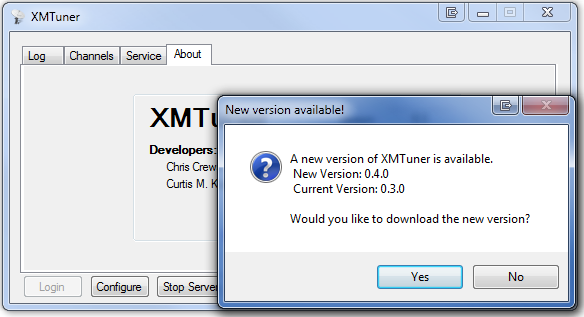 XMTuner
Log Channels Service About
XMTu
Developers:
Chris Crew
Curtis M. K
Login Configure Stop Server
New version available!
A new version of XMTuner is available.
New Version: 0.4.0
Current Version: 0.3.0
Would you like to download the new version?
Yes No